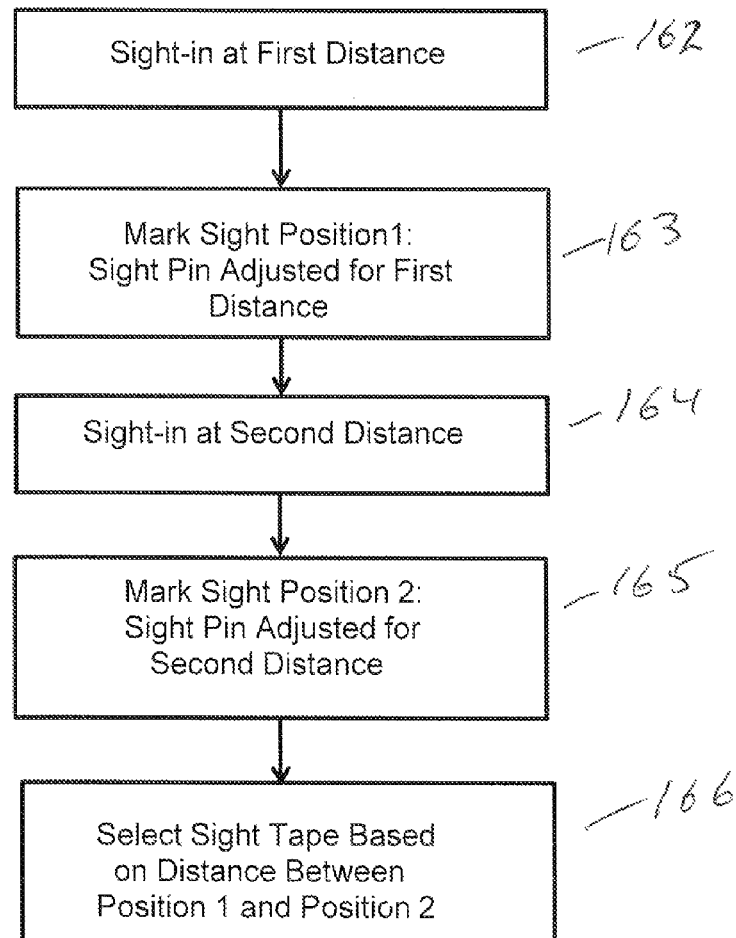 Sight-in at First Distance
162
Mark Sight Position1:
Sight Pin Adjusted for First
Distance
163
Sight-in at Second Distance
164
Mark Sight Position 2:
Sight Pin Adjusted for
Second Distance
165
Select Sight Tape Based
on Distance Between
Position 1 and Position 2
166